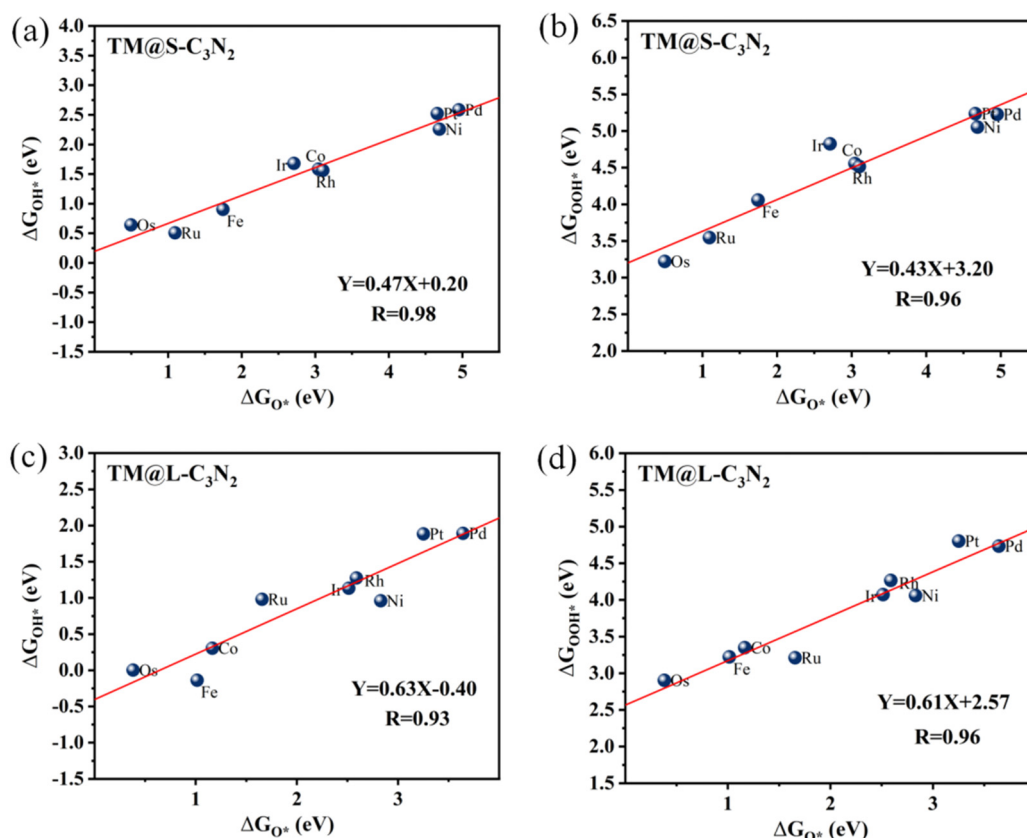 (a)
TM@S-C₃N₂
4.0
3.5
3.0
2.5
2.0
1.5
1.0
0.5
0.0
-0.5
-1.0
-1.5
ΔG_OH* (eV)
Os
Ru
Fe
Ir
Co
Rh
Pt
Pd
Ni
Y=0.47X+0.20
R=0.98
1 2 3 4 5
ΔG_O* (eV)
(b)
TM@S-C₃N₂
6.5
6.0
5.5
5.0
4.5
4.0
3.5
3.0
2.5
2.0
ΔG_OOH* (eV)
Os
Ru
Fe
Ir
Co
Rh
Pt
Pd
Ni
Y=0.43X+3.20
R=0.96
1 2 3 4 5
ΔG_O* (eV)
(c)
TM@L-C₃N₂
3.0
2.5
2.0
1.5
1.0
0.5
0.0
-0.5
-1.0
-1.5
ΔG_OH* (eV)
Os
Fe
Co
Ru
Ir
Rh
Ni
Pt
Pd
Y=0.63X-0.40
R=0.93
1 2 3
ΔG_O* (eV)
(d)
TM@L-C₃N₂
6.0
5.5
5.0
4.5
4.0
3.5
3.0
2.5
2.0
1.5
ΔG_OOH* (eV)
Os
Fe
Co
Ru
Ir
Rh
Ni
Pt
Pd
Y=0.61X+2.57
R=0.96
1 2 3
ΔG_O* (eV)